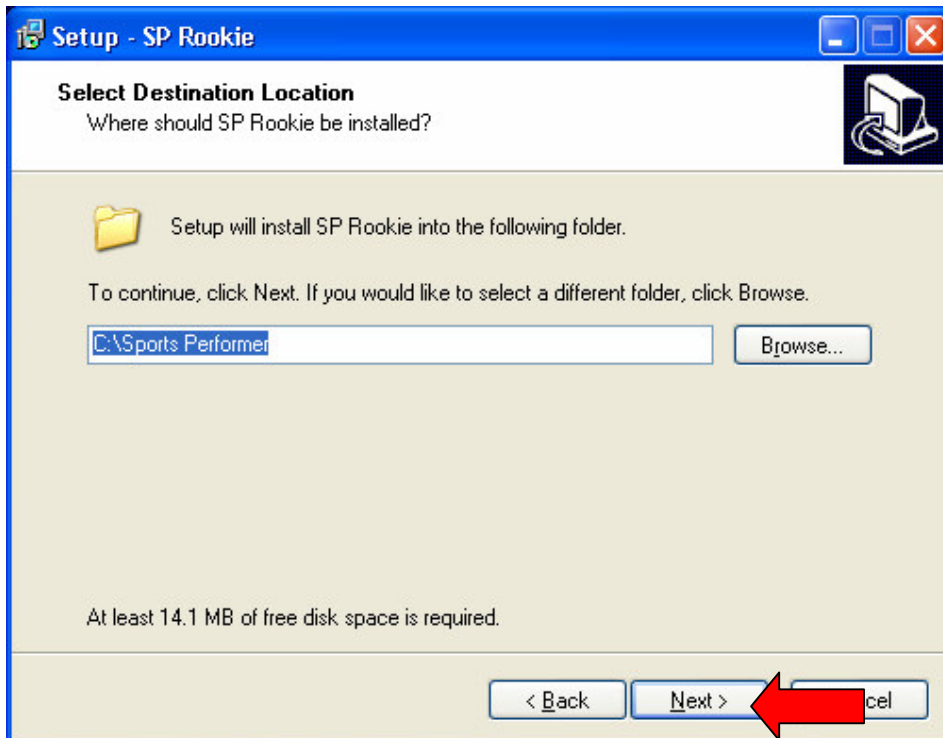 Setup - SP Rookie
Select Destination Location
Where should SP Rookie be installed?
Setup will install SP Rookie into the following folder.
To continue, click Next. If you would like to select a different folder, click Browse.
C:\Sports Performer
Browse...
At least 14.1 MB of free disk space is required.
< Back
Next >
cel